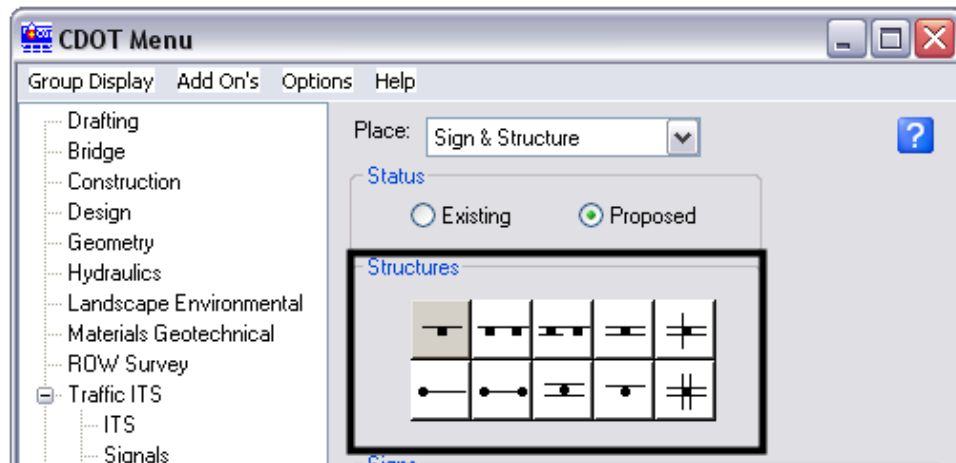 CDOT Menu
Group Display Add On's Options Help
Drafting
Bridge
Construction
Design
Geometry
Hydraulics
Landscape Environmental
Materials Geotechnical
ROW Survey
Traffic ITS
ITS
Signals
Place: Sign & Structure
?
Status
Existing Proposed
Structures
Signs